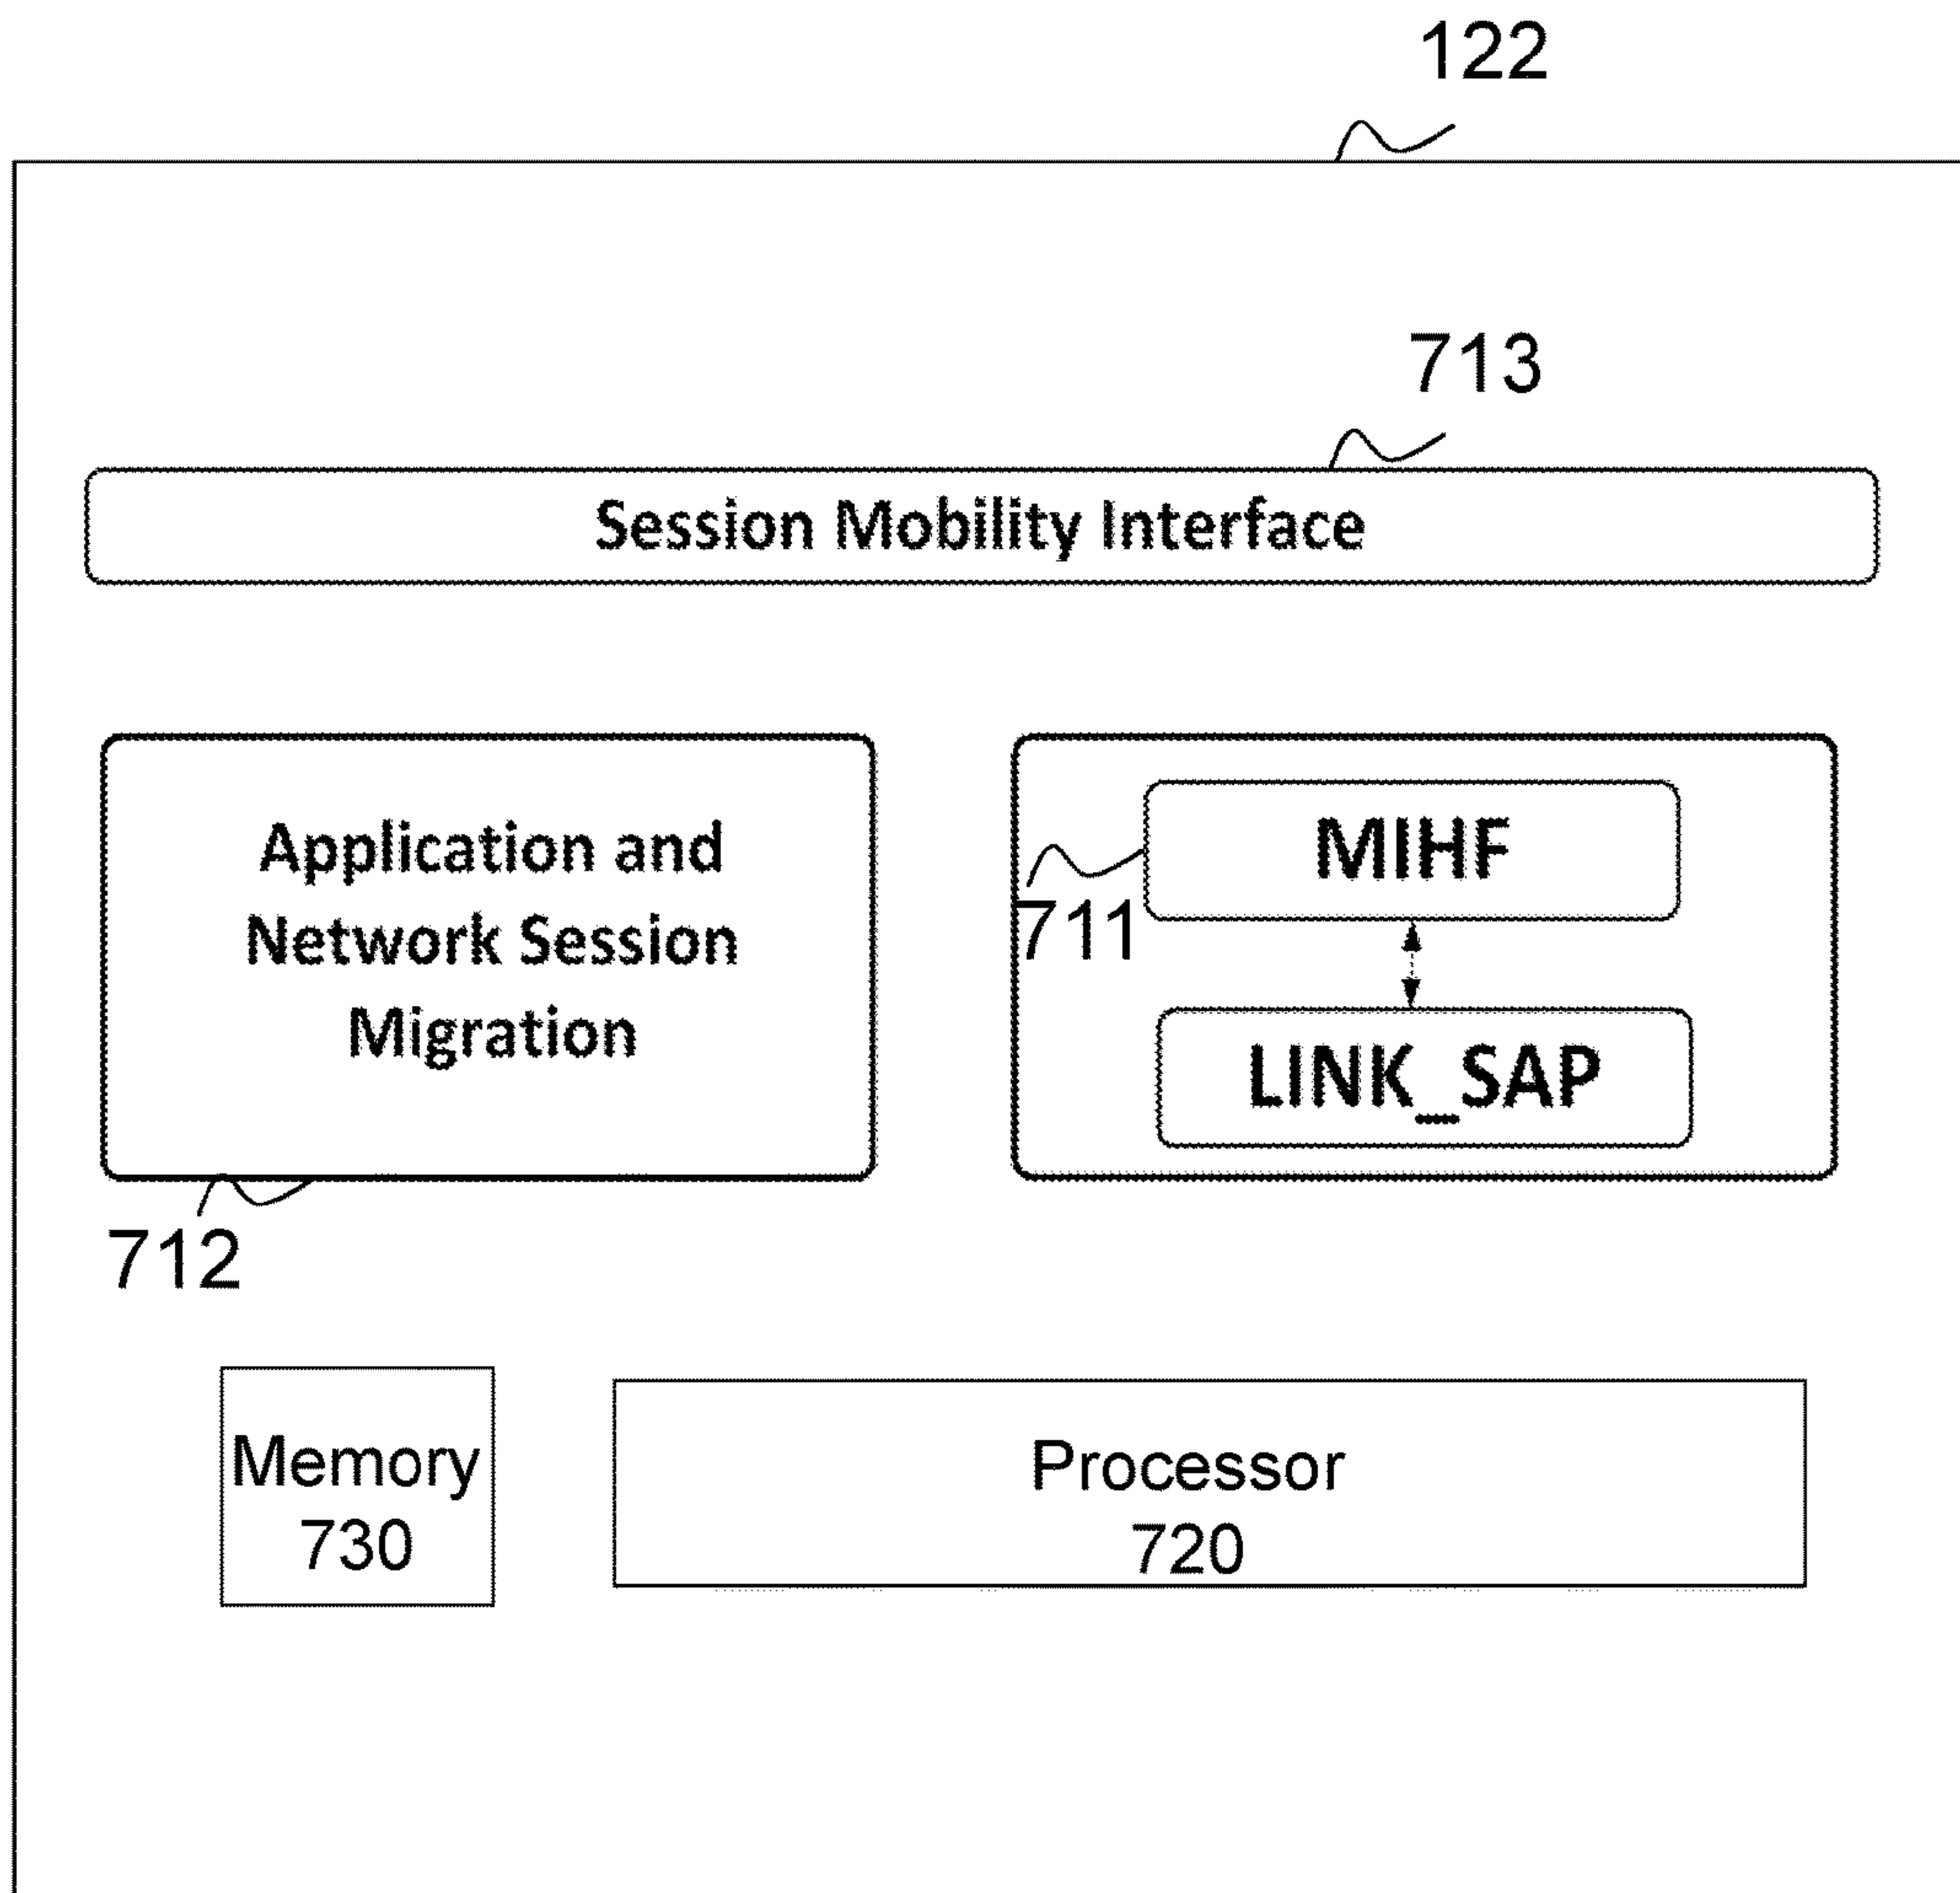 122
713
Session Mobility Interface
Application and
Network Session
Migration
712
MIHF
711
LINK_SAP
Memory
730
Processor
720